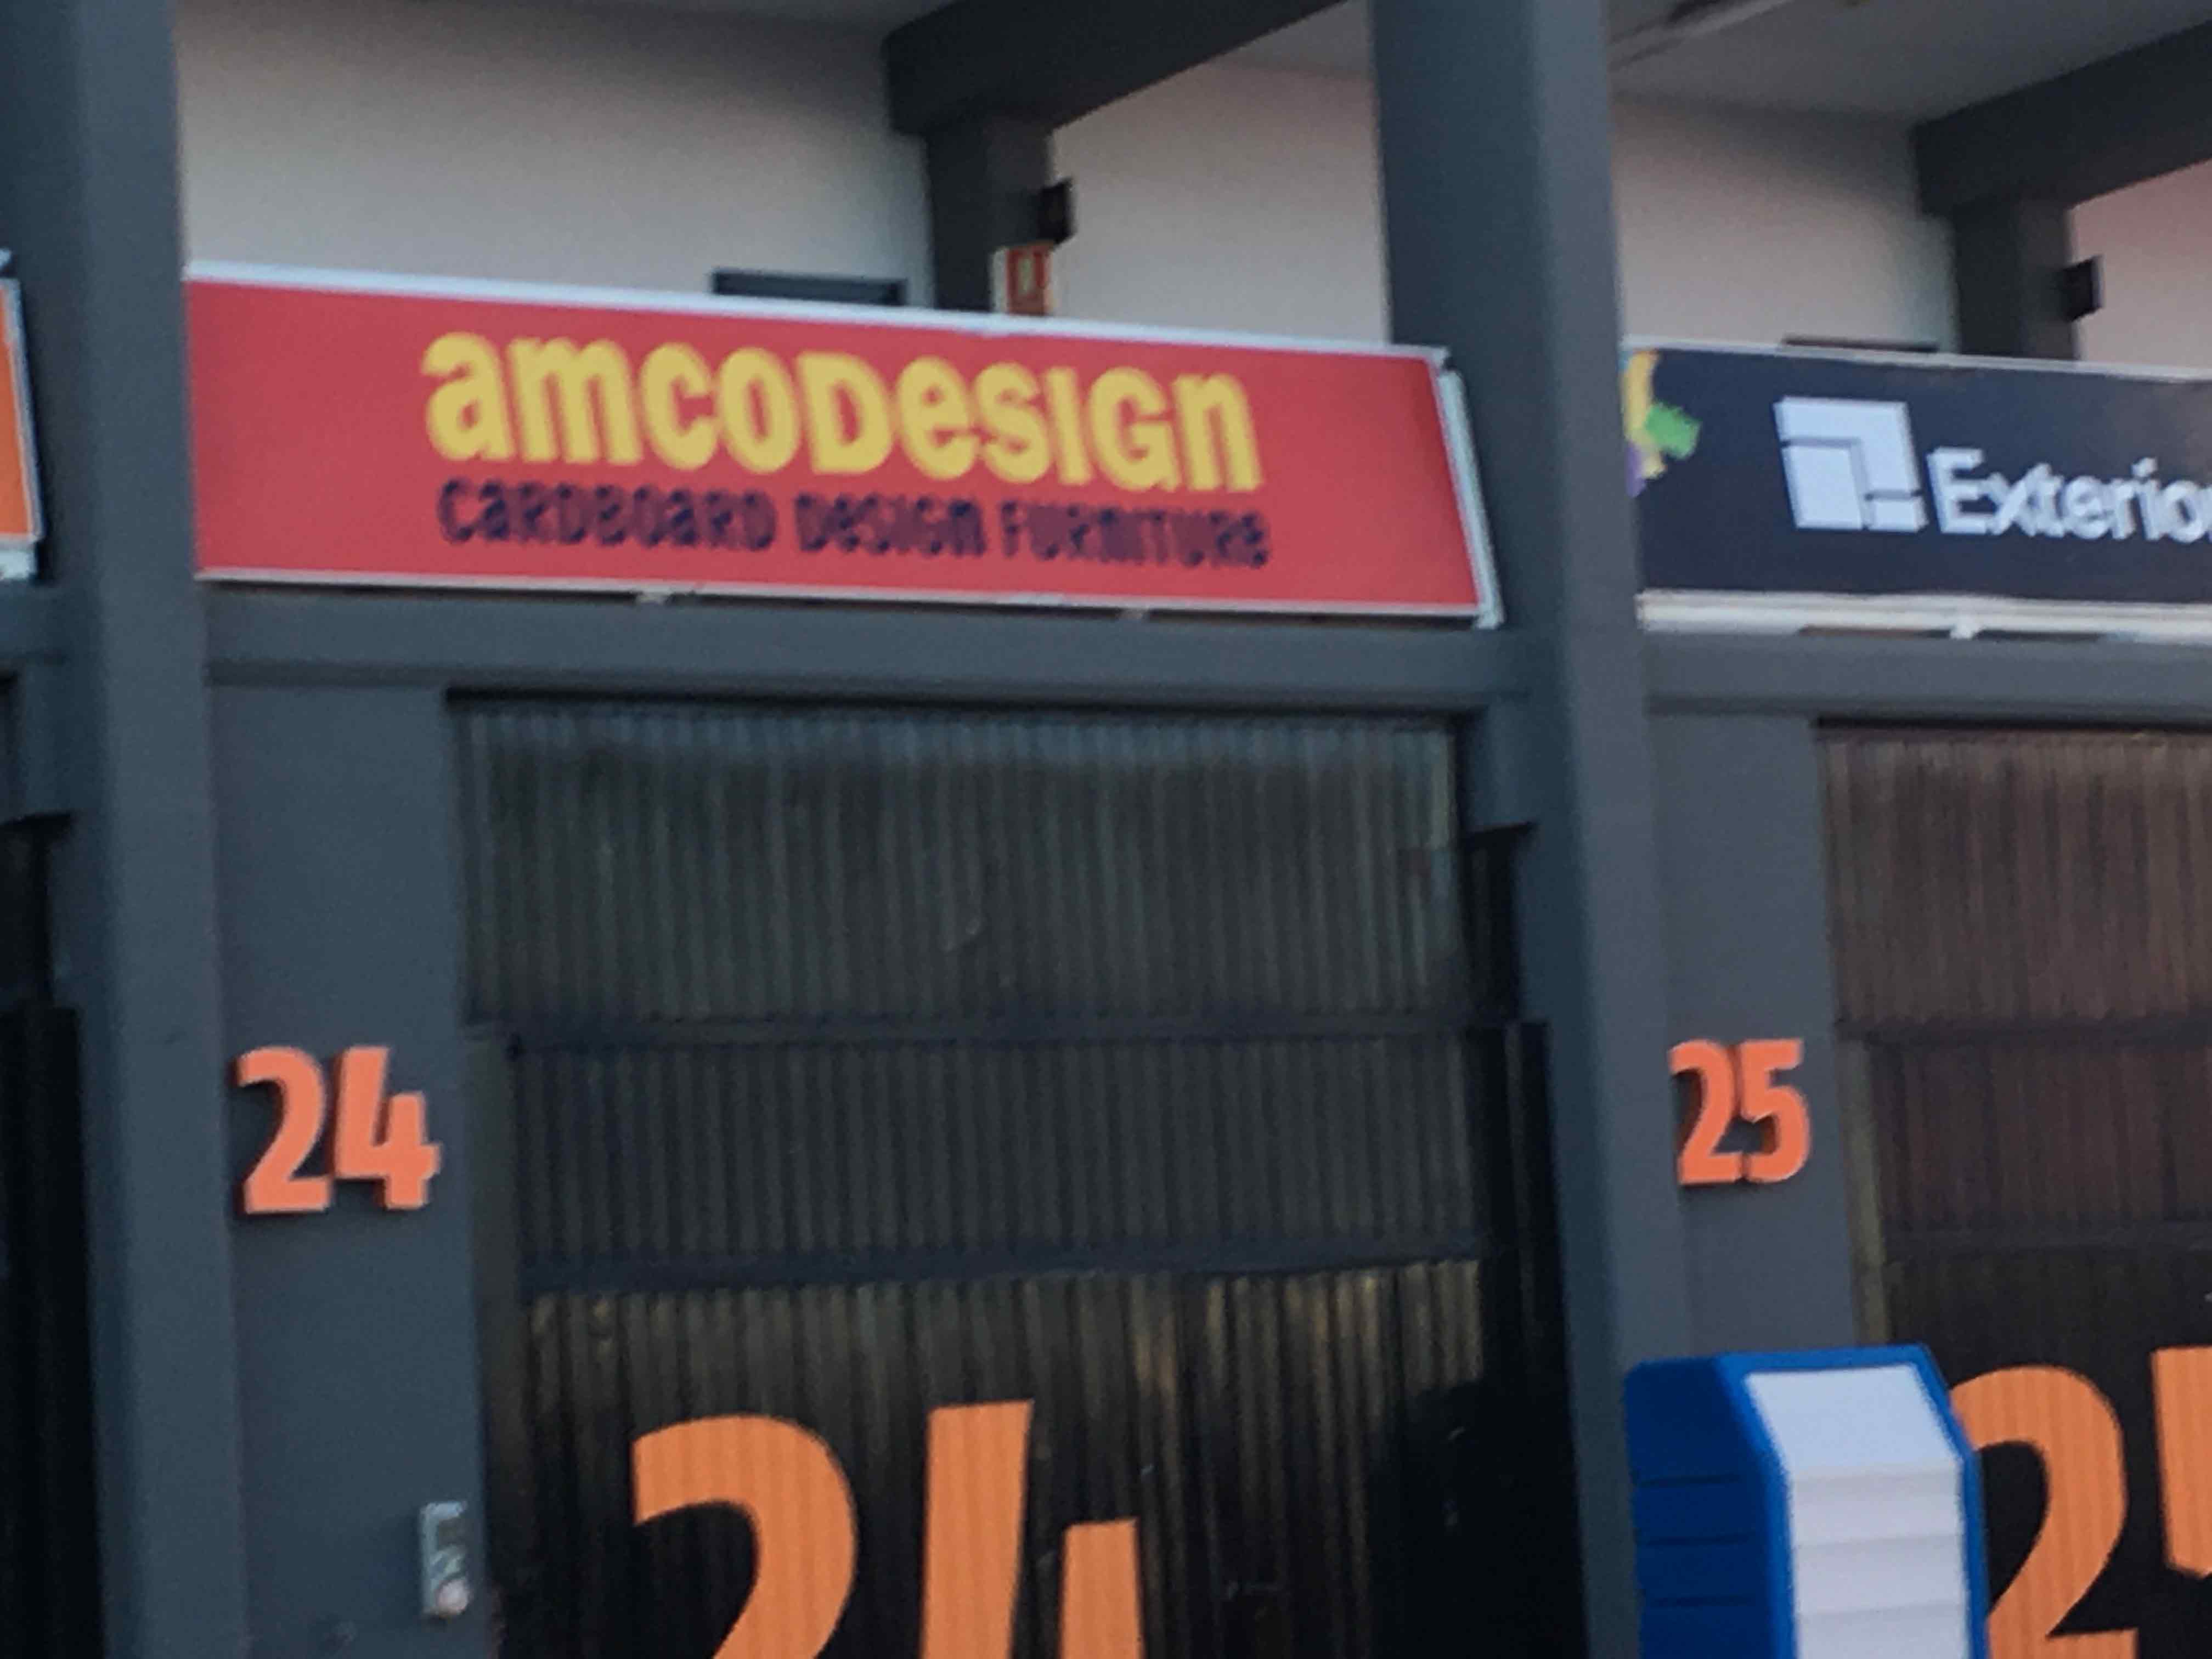 amcoDesIGn
CaRDBOaRD DesIGn FURnITURe
Exterio
24
25
24
2